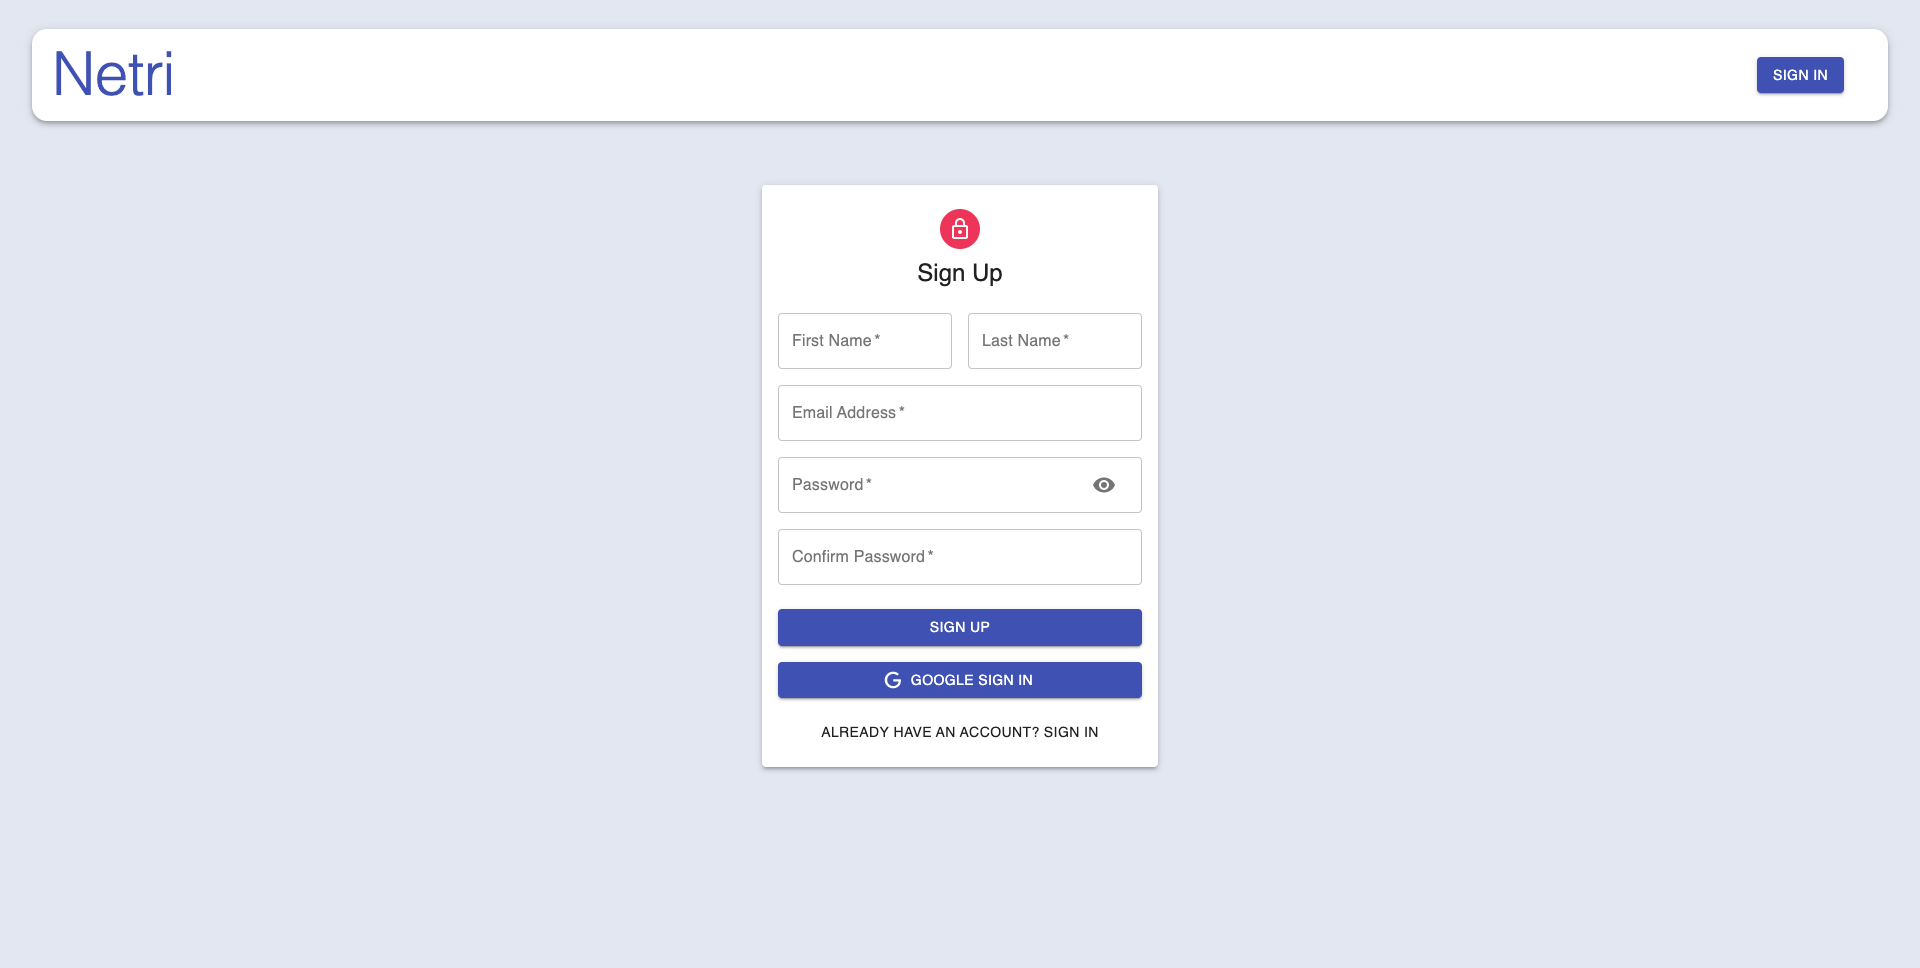 Netri
SIGN IN
Sign Up
First Name *
Last Name *
Email Address *
Password *
Confirm Password *
SIGN UP
GOOGLE SIGN IN
ALREADY HAVE AN ACCOUNT? SIGN IN